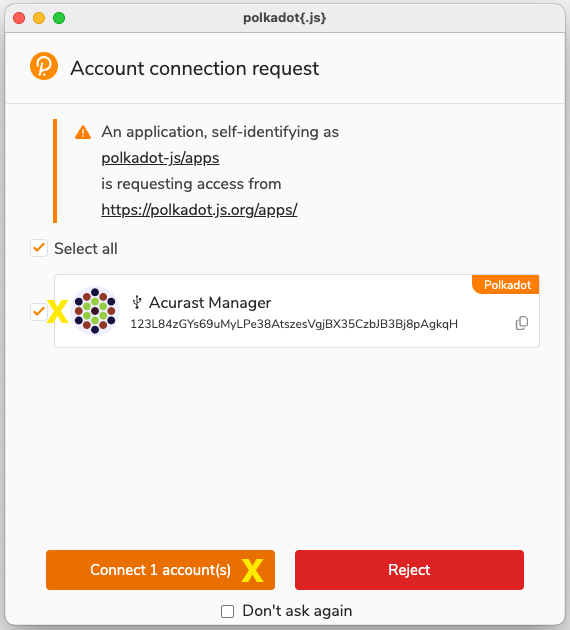 polkadot{.js}
Account connection request
An application, self-identifying as
polkadot-js/apps
is requesting access from
https://polkadot.js.org/apps/
Select all
Polkadot
X
Acurast Manager
123L84zGYs69uMyLPe38AtszesVgjBX35CzbJB3Bj8pAgkqH
Connect 1 account(s) X
Reject
Don't ask again